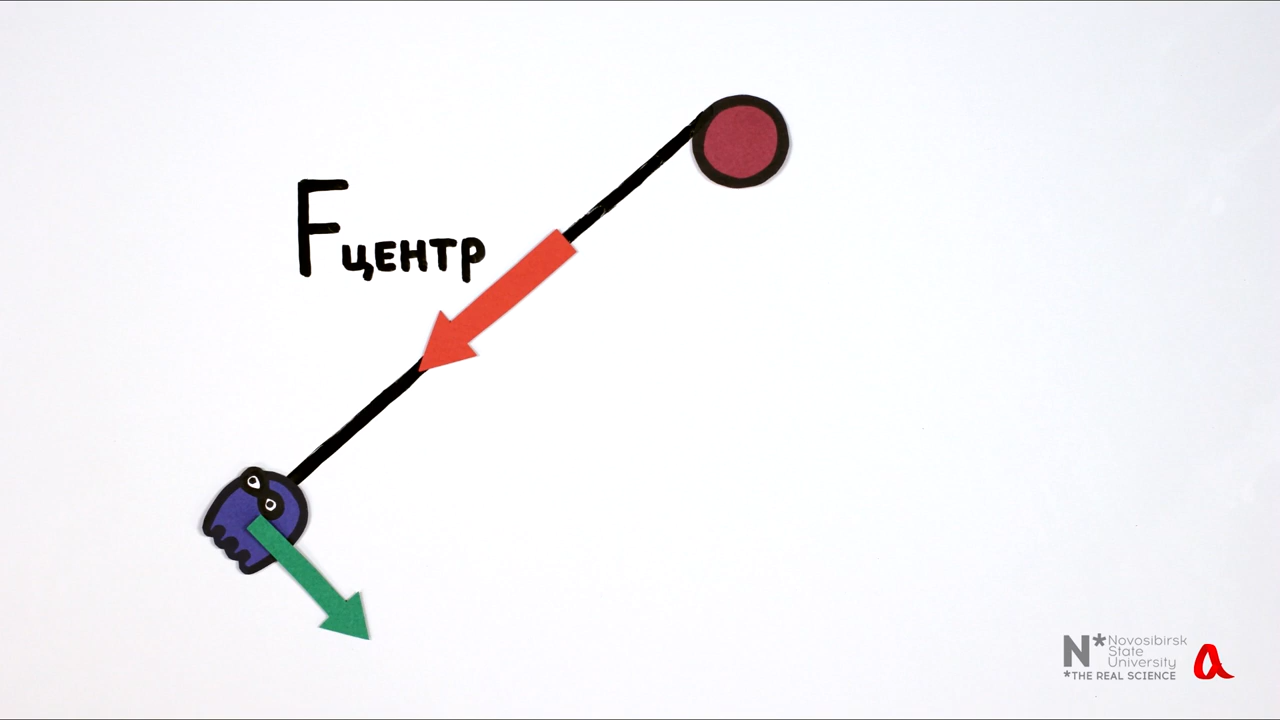 Fцентр
N* Novosibirsk
State
University
*THE REAL SCIENCE
a